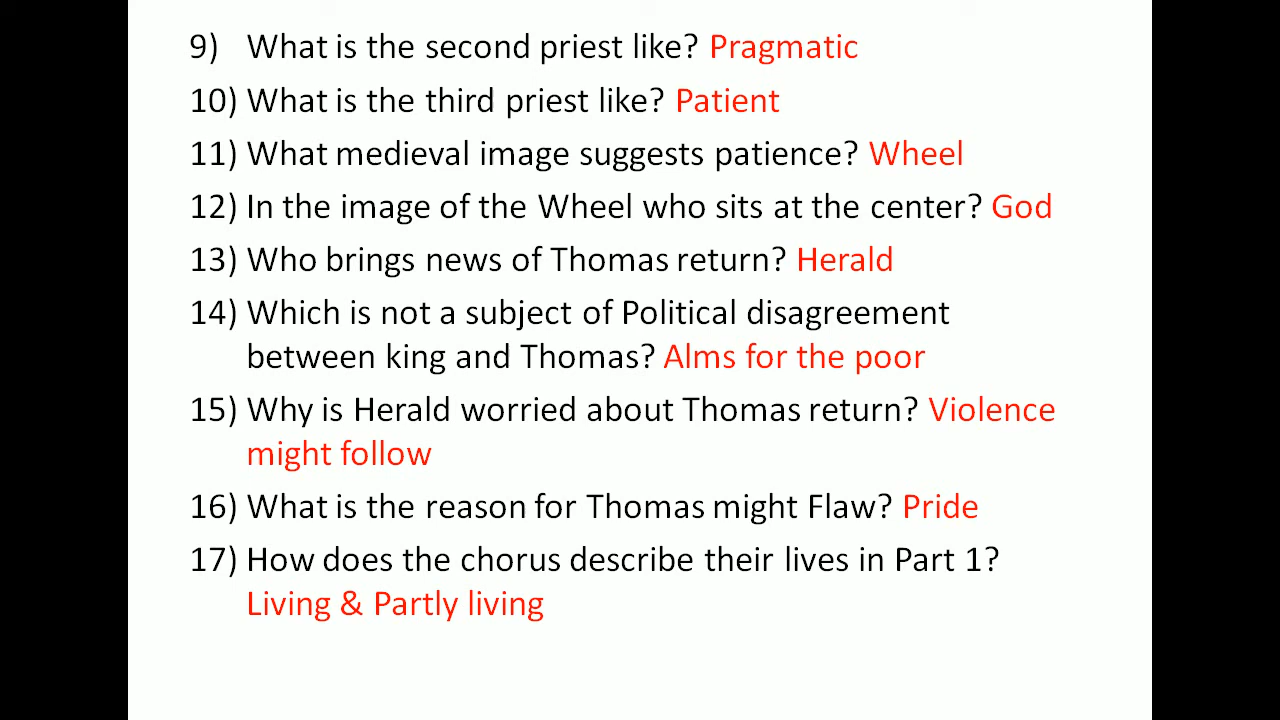 9) What is the second priest like? Pragmatic
10) What is the third priest like? Patient
11) What medieval image suggests patience? Wheel
12) In the image of the Wheel who sits at the center? God
13) Who brings news of Thomas return? Herald
14) Which is not a subject of Political disagreement
between king and Thomas? Alms for the poor
15) Why is Herald worried about Thomas return? Violence
might follow
16) What is the reason for Thomas might Flaw? Pride
17) How does the chorus describe their lives in Part 1?
Living & Partly living